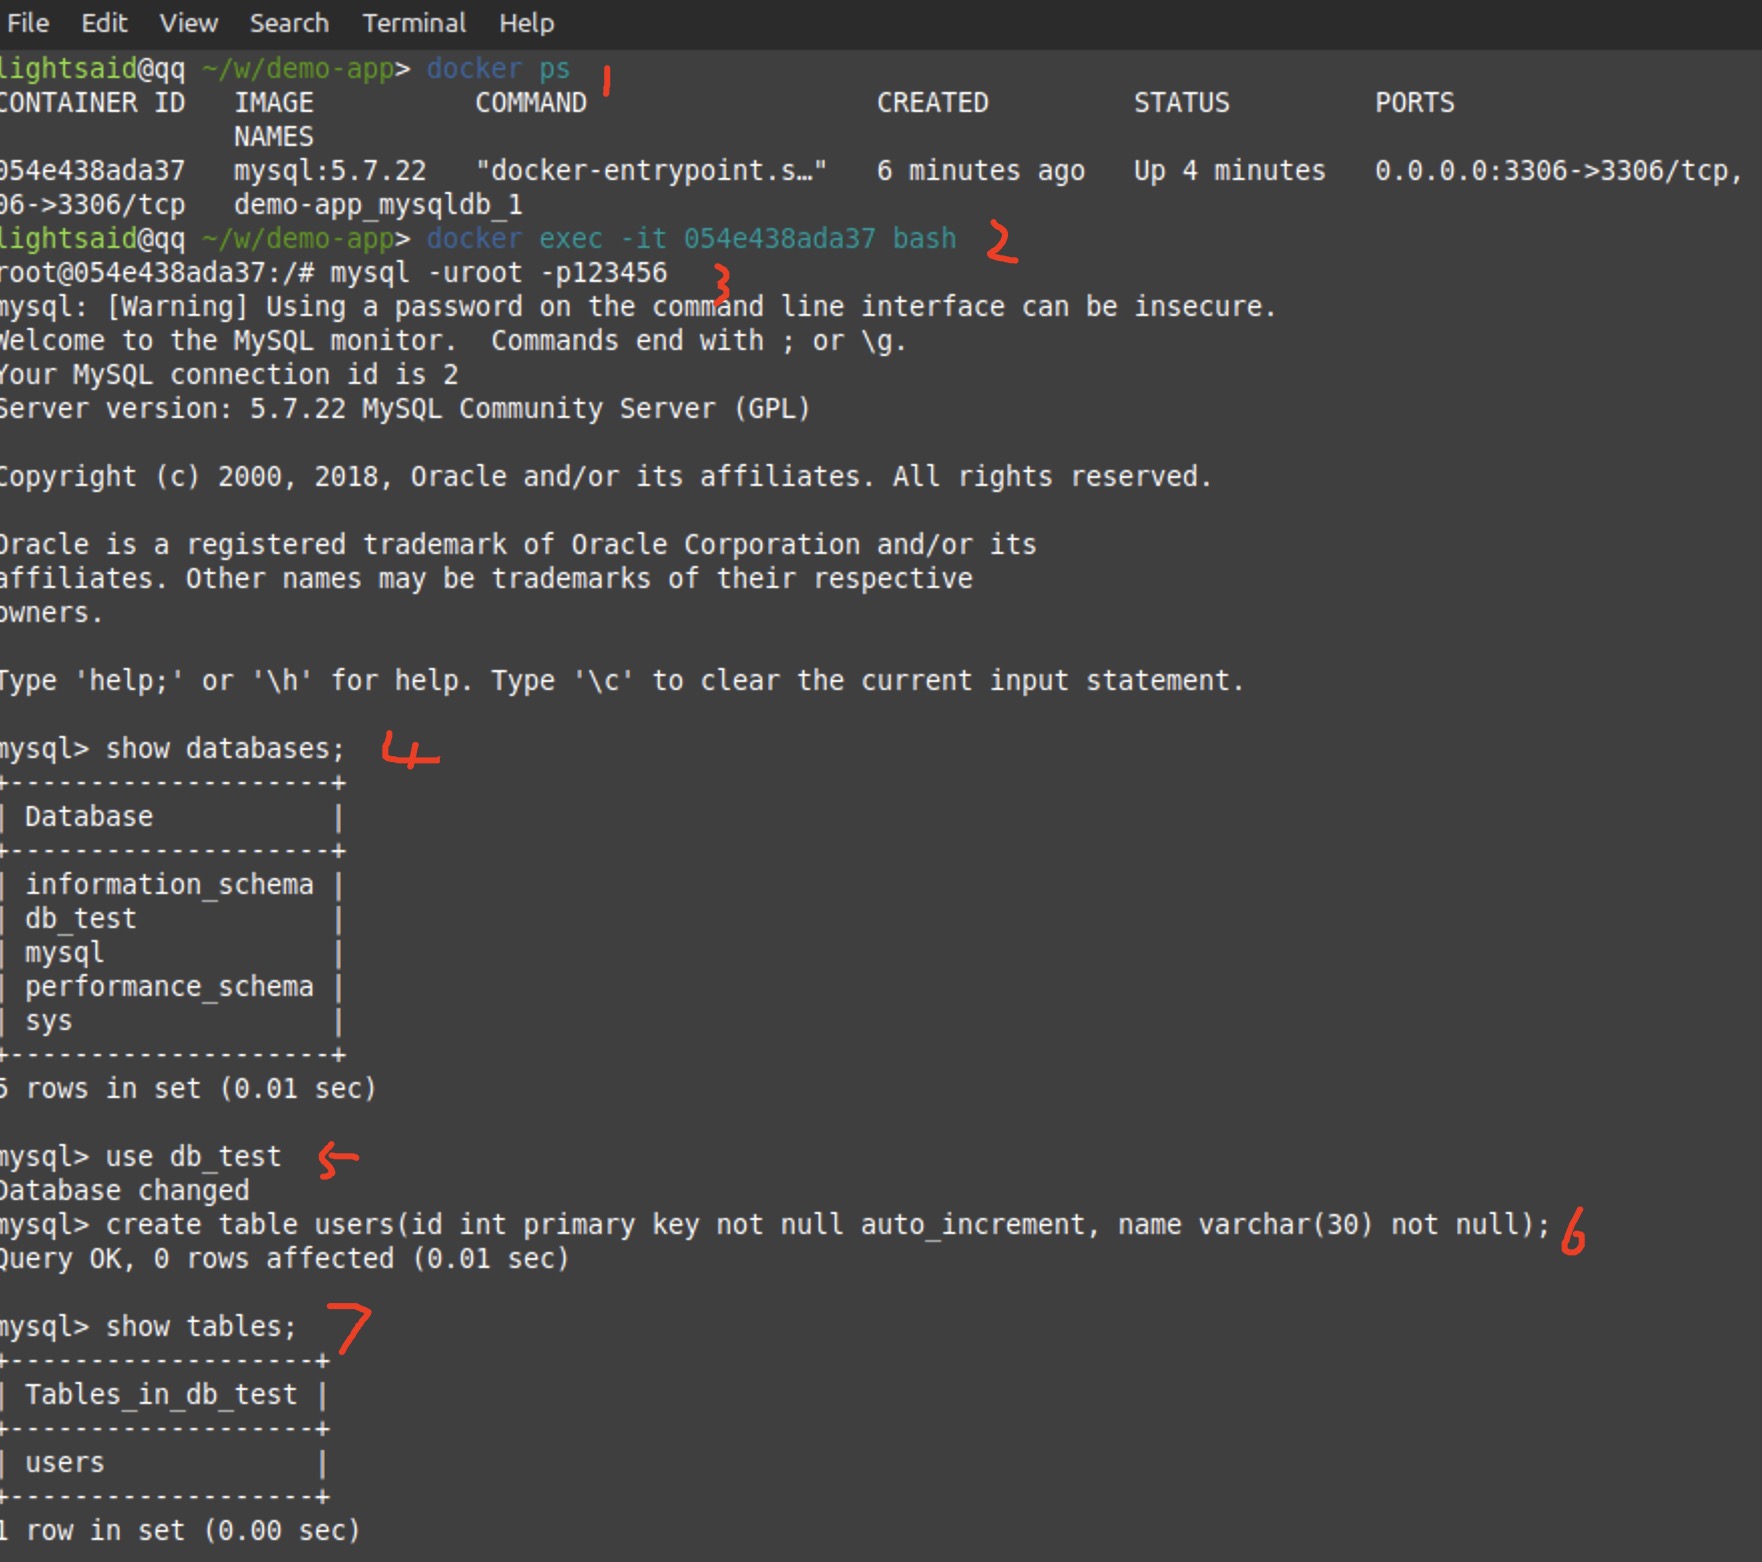 File Edit View Search Terminal Help
lightsaid@qq ~/w/demo-app> docker ps 1
CONTAINER ID   IMAGE          COMMAND                  CREATED         STATUS         PORTS
               NAMES
054e438ada37   mysql:5.7.22   "docker-entrypoint.s…"   6 minutes ago   Up 4 minutes   0.0.0.0:3306->3306/tcp,
06->3306/tcp   demo-app_mysqldb_1
lightsaid@qq ~/w/demo-app> docker exec -it 054e438ada37 bash 2
root@054e438ada37:/# mysql -uroot -p123456 3
mysql: [Warning] Using a password on the command line interface can be insecure.
Welcome to the MySQL monitor.  Commands end with ; or \g.
Your MySQL connection id is 2
Server version: 5.7.22 MySQL Community Server (GPL)
Copyright (c) 2000, 2018, Oracle and/or its affiliates. All rights reserved.
Oracle is a registered trademark of Oracle Corporation and/or its
affiliates. Other names may be trademarks of their respective
owners.
Type 'help;' or '\h' for help. Type '\c' to clear the current input statement.
mysql> show databases; 4
+--------------------+
| Database           |
+--------------------+
| information_schema |
| db_test            |
| mysql              |
| performance_schema |
| sys                |
+--------------------+
5 rows in set (0.01 sec)
mysql> use db_test 5
Database changed
mysql> create table users(id int primary key not null auto_increment, name varchar(30) not null); 6
Query OK, 0 rows affected (0.01 sec)
mysql> show tables; 7
+-------------------+
| Tables_in_db_test |
+-------------------+
| users             |
+-------------------+
1 row in set (0.00 sec)